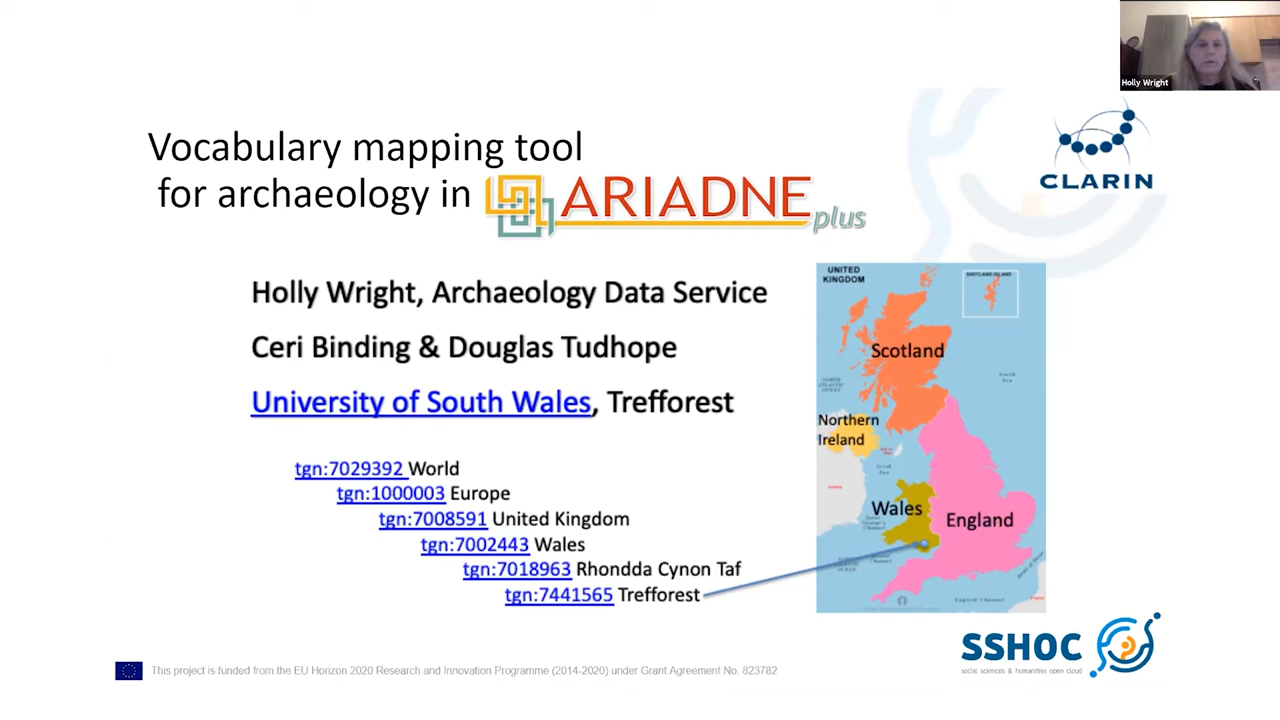 Holly Wright
CLARIN
Vocabulary mapping tool
for archaeology in
ARIADNE
plus
Holly Wright, Archaeology Data Service
Ceri Binding & Douglas Tudhope
University of South Wales, Trefforest
tgn:7029392 World
tgn:1000003 Europe
tgn:7008591 United Kingdom
tgn:7002443 Wales
tgn:7018963 Rhondda Cynon Taf
tgn:7441565 Trefforest
UNITED
KINGDOM
SHETLAND ISLAND
Scotland
Northern
Ireland
Wales
England
English Channel
SSHOC
social sciences & humanities open cloud
This project is funded from the EU Horizon 2020 Research and Innovation Programme (2014-2020) under Grant Agreement No. 823782